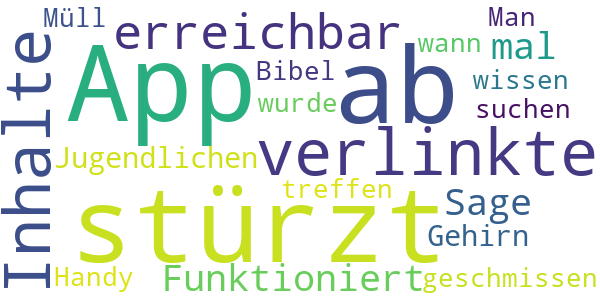 Müll
erreichbar
Man
App
ab
wann
mal
Bibel
wissen
wurde
suchen
Inhalte
Jugendlichen
verlinkte
treffen
stürzt
Sage
Gehirn
Handy
Funktioniert
geschmissen